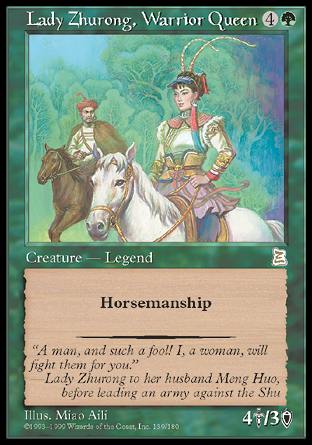 Lady Zhurong, Warrior Queen 4
Creature — Legend
Horsemanship
“A man, and such a fool! I, a woman, will
fight them for you.”
Lady Zhurong to her husband Meng Huo,
before leading an army against the Shu
Illus. Miao Aili
©1993-1999 Wizards of the Coast, Inc. 139/180
4/3